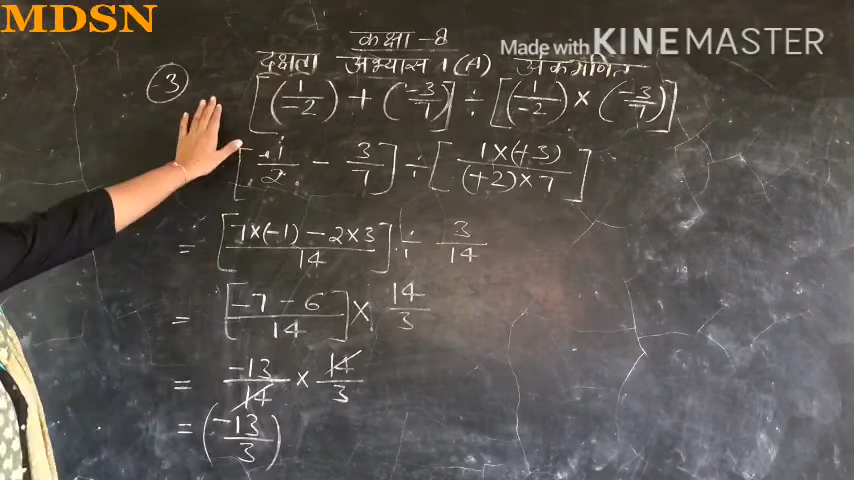 MDSN
Made with KINEMASTER
कक्षा -8
दक्षता अभ्यास 1 (A) अंकगणित
(3) [(1/-2) + (-3/7)] ÷ [(1/-2) × (-3/7)]
[-1/2 - 3/7] ÷ [1×(+3)/(+2)×7]
= [7×(-1) - 2×3/14] ÷ 3/14
= [-7 - 6/14] × 14/3
= -13/14 × 14/3
= (-13/3)